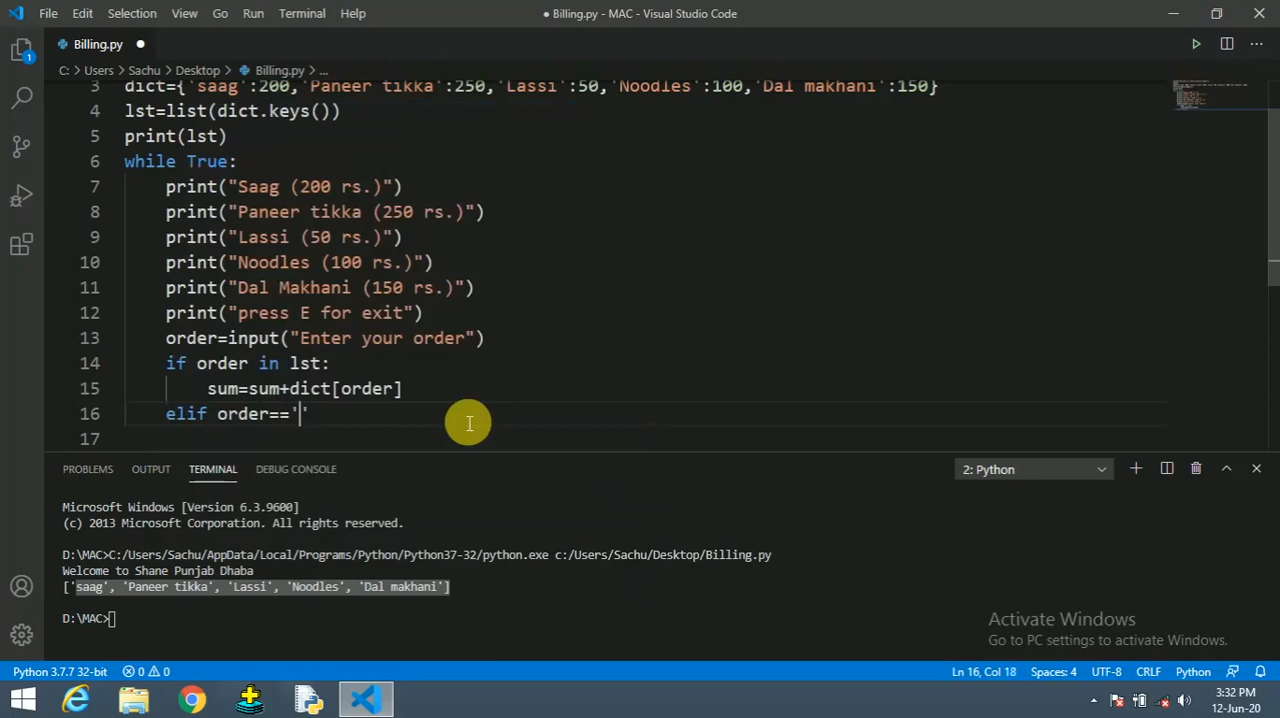 File Edit Selection View Go Run Terminal Help ● Billing.py - MAC - Visual Studio Code
Billing.py ●
C: > Users > Sachu > Desktop > Billing.py > ...
3 dict={'saag':200,'Paneer tikka':250,'Lassi':50,'Noodles':100,'Dal makhani':150}
4 lst=list(dict.keys())
5 print(lst)
6 while True:
7 print("Saag (200 rs.)")
8 print("Paneer tikka (250 rs.)")
9 print("Lassi (50 rs.)")
10 print("Noodles (100 rs.)")
11 print("Dal Makhani (150 rs.)")
12 print("press E for exit")
13 order=input("Enter your order")
14 if order in lst:
15 sum=sum+dict[order]
16 elif order==''
17
PROBLEMS OUTPUT TERMINAL DEBUG CONSOLE 2: Python
Microsoft Windows [Version 6.3.9600]
(c) 2013 Microsoft Corporation. All rights reserved.
D:\MAC>C:/Users/Sachu/AppData/Local/Programs/Python/Python37-32/python.exe c:/Users/Sachu/Desktop/Billing.py
Welcome to Shane Punjab Dhaba
['saag', 'Paneer tikka', 'Lassi', 'Noodles', 'Dal makhani']
D:\MAC>
Activate Windows
Go to PC settings to activate Windows.
Python 3.7.7 32-bit 0 0 Ln 16, Col 18 Spaces: 4 UTF-8 CRLF Python
3:32 PM
12-Jun-20